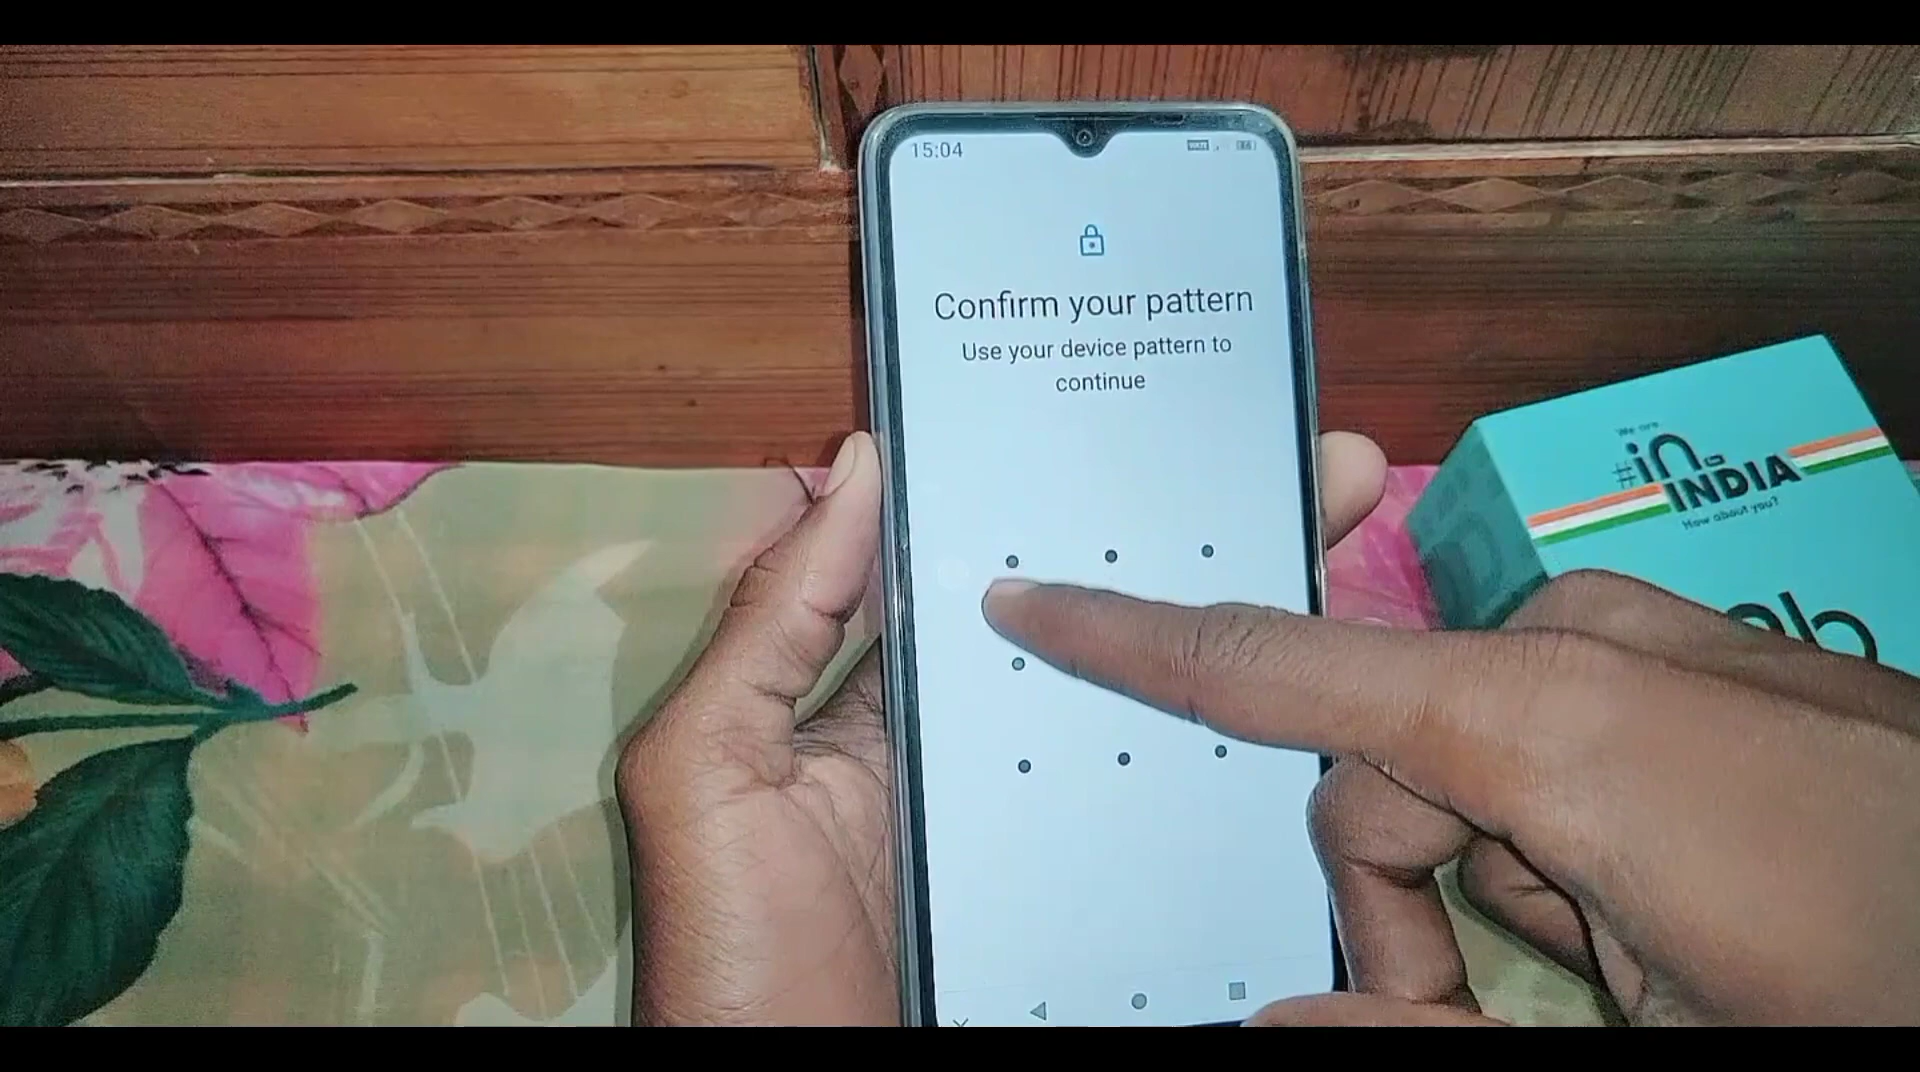 15:04
Confirm your pattern
Use your device pattern to
continue
We are
#in
INDIA
How about you?